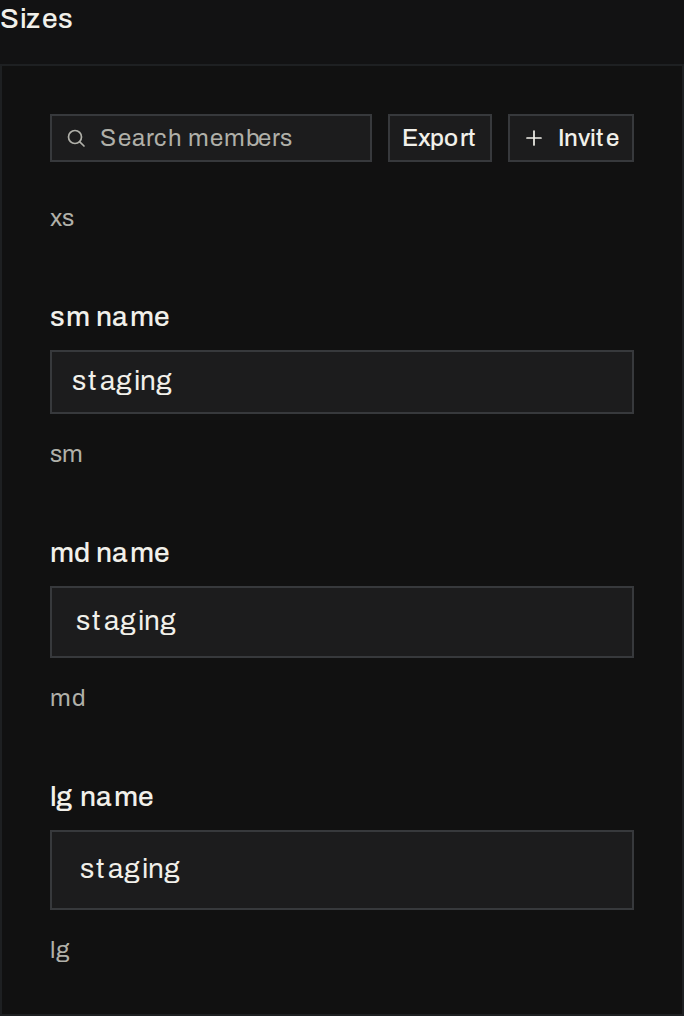 Sizes
Search members Export Invite
xs
sm name
staging
sm
md name
staging
md
lg name
staging
lg